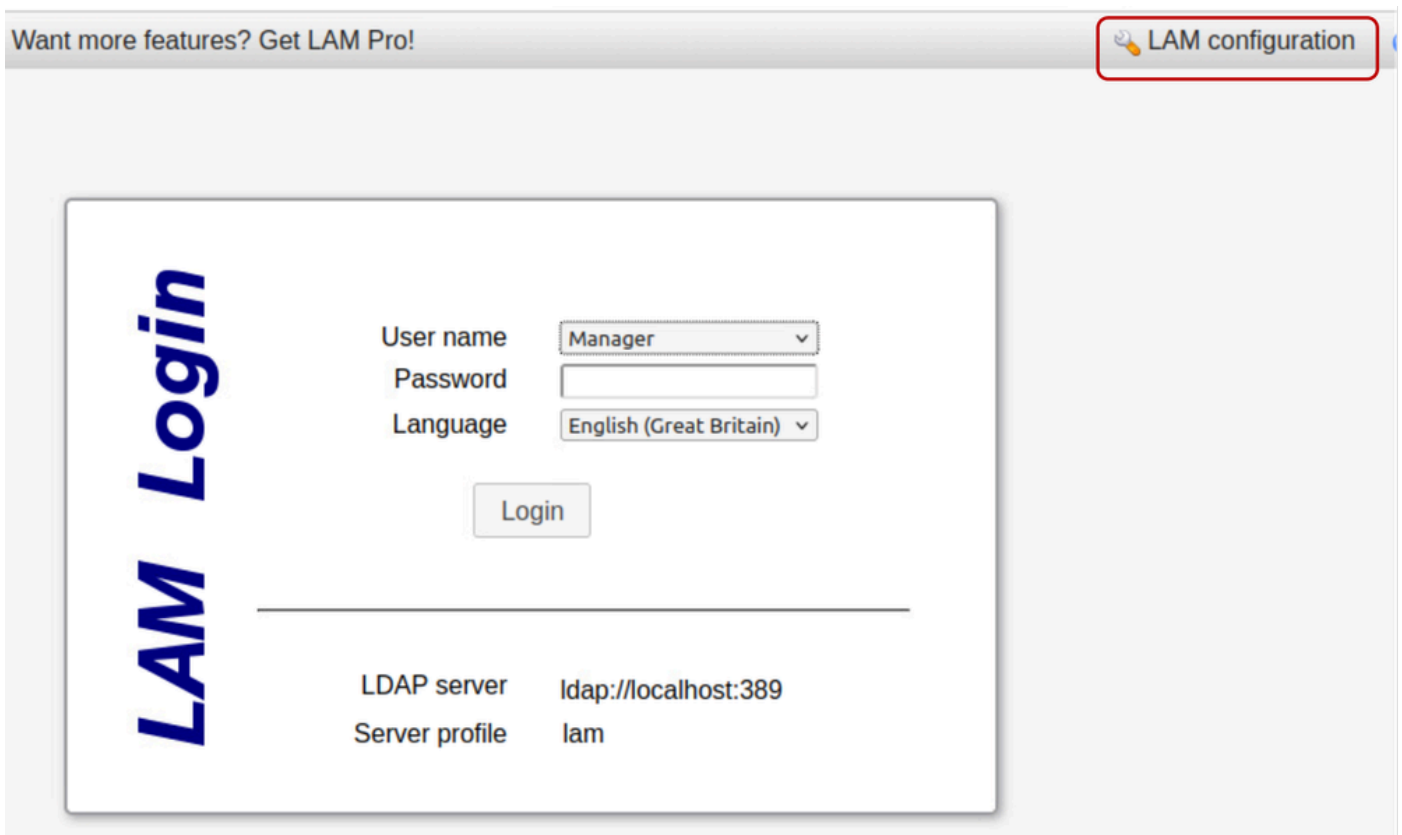 Want more features? Get LAM Pro!
LAM configuration
LAM Login
User name Manager
Password
Language English (Great Britain)
Login
LDAP server ldap://localhost:389
Server profile lam